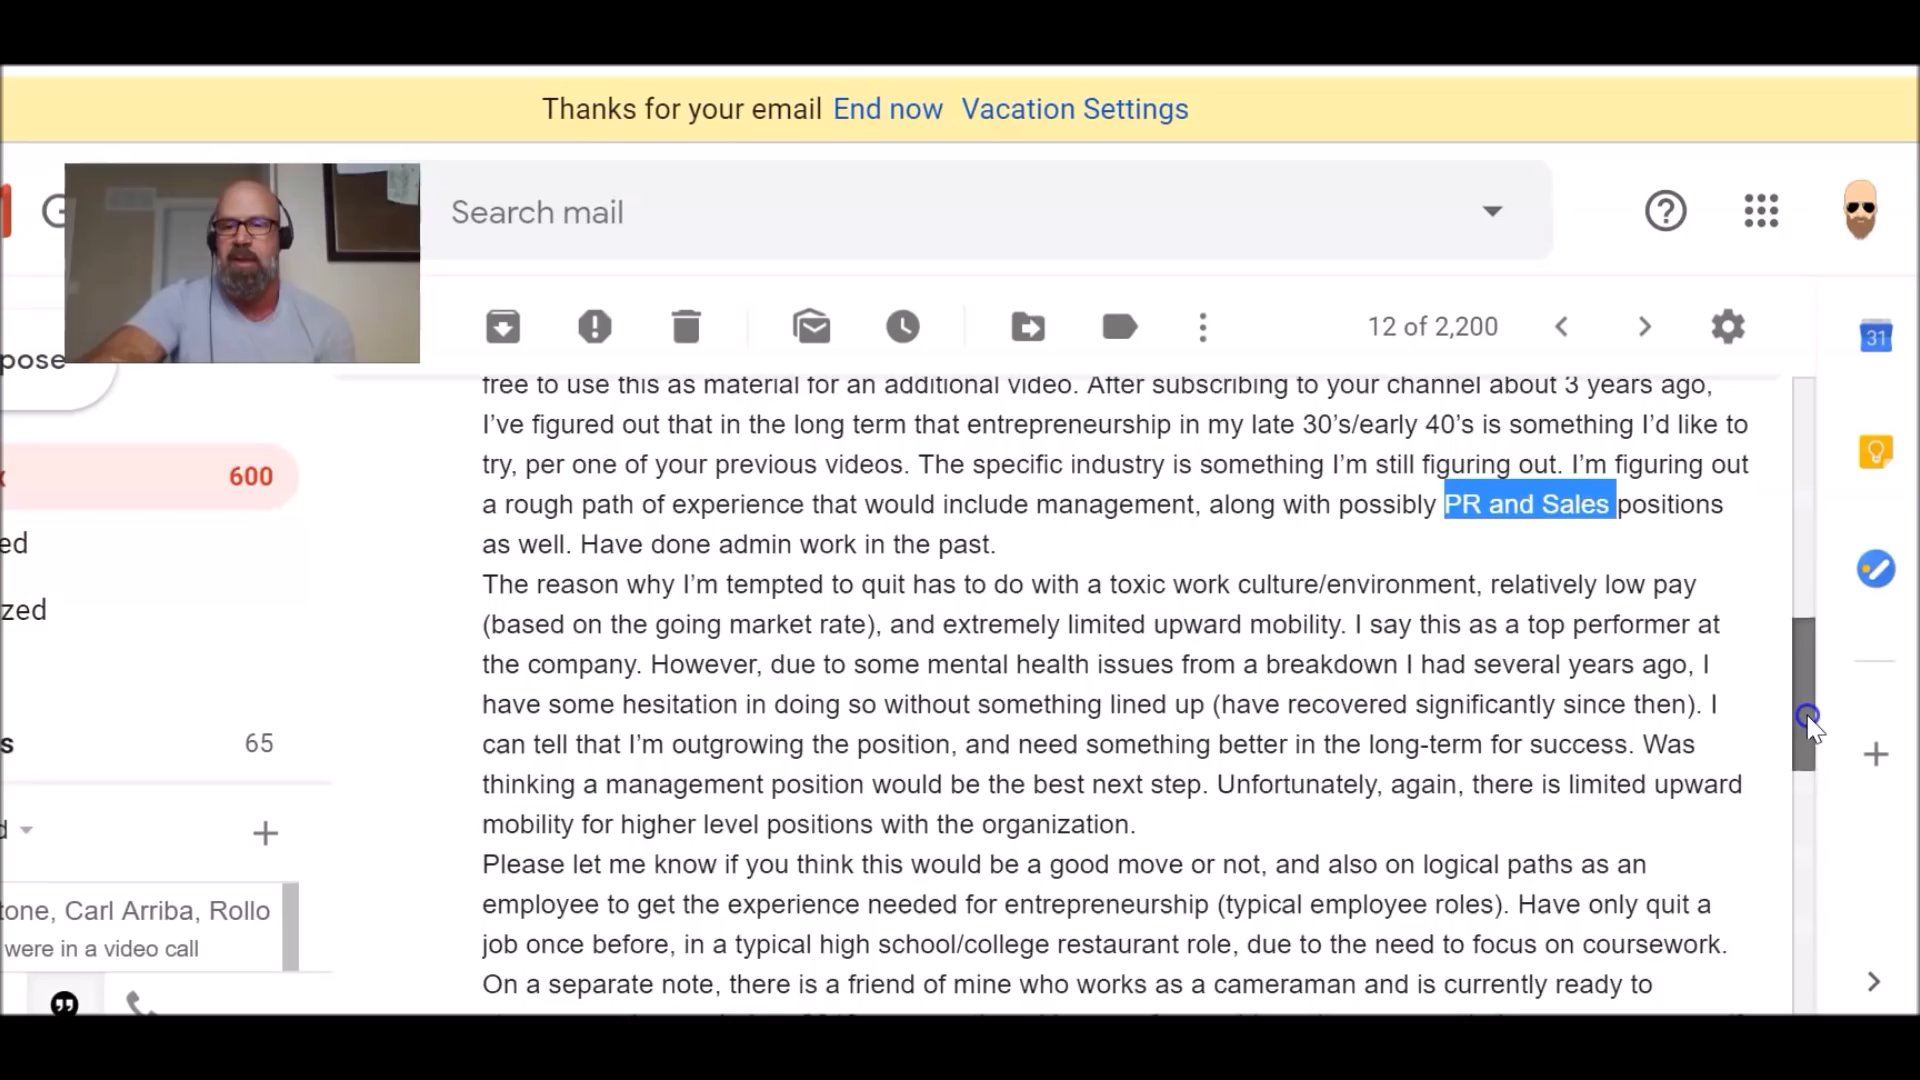 Thanks for your email End now Vacation Settings
G
Search mail
pose
12 of 2,200
31
free to use this as material for an additional video. After subscribing to your channel about 3 years ago,
I’ve figured out that in the long term that entrepreneurship in my late 30’s/early 40’s is something I’d like to
try, per one of your previous videos. The specific industry is something I’m still figuring out. I’m figuring out
a rough path of experience that would include management, along with possibly PR and Sales positions
as well. Have done admin work in the past.
The reason why I’m tempted to quit has to do with a toxic work culture/environment, relatively low pay
(based on the going market rate), and extremely limited upward mobility. I say this as a top performer at
the company. However, due to some mental health issues from a breakdown I had several years ago, I
have some hesitation in doing so without something lined up (have recovered significantly since then). I
can tell that I’m outgrowing the position, and need something better in the long-term for success. Was
thinking a management position would be the best next step. Unfortunately, again, there is limited upward
mobility for higher level positions with the organization.
Please let me know if you think this would be a good move or not, and also on logical paths as an
employee to get the experience needed for entrepreneurship (typical employee roles). Have only quit a
job once before, in a typical high school/college restaurant role, due to the need to focus on coursework.
On a separate note, there is a friend of mine who works as a cameraman and is currently ready to
x 600
ed
zed
s 65
d
tone, Carl Arriba, Rollo
were in a video call